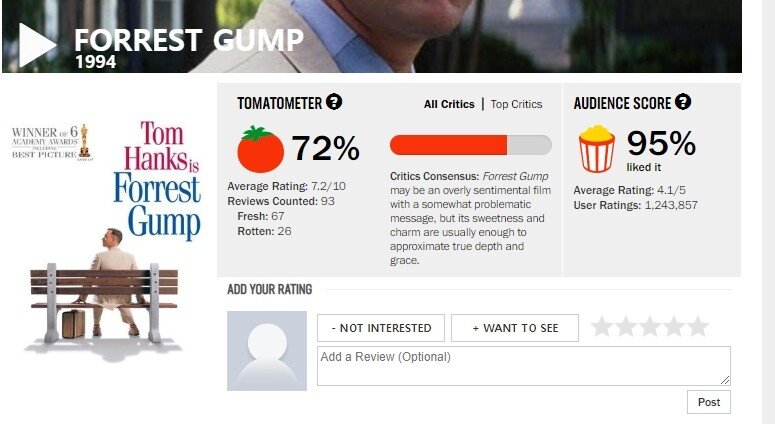 FORREST GUMP
1994
WINNER OF 6
ACADEMY AWARDS
INCLUDING
BEST PICTURE
Tom
Hanks is
Forrest
Gump
TOMATOMETER ?
All Critics | Top Critics
72%
Average Rating: 7.2/10
Reviews Counted: 93
Fresh: 67
Rotten: 26
Critics Consensus: Forrest Gump
may be an overly sentimental film
with a somewhat problematic
message, but its sweetness and
charm are usually enough to
approximate true depth and
grace.
AUDIENCE SCORE ?
95%
liked it
Average Rating: 4.1/5
User Ratings: 1,243,857
ADD YOUR RATING
- NOT INTERESTED
+ WANT TO SEE
Add a Review (Optional)
Post